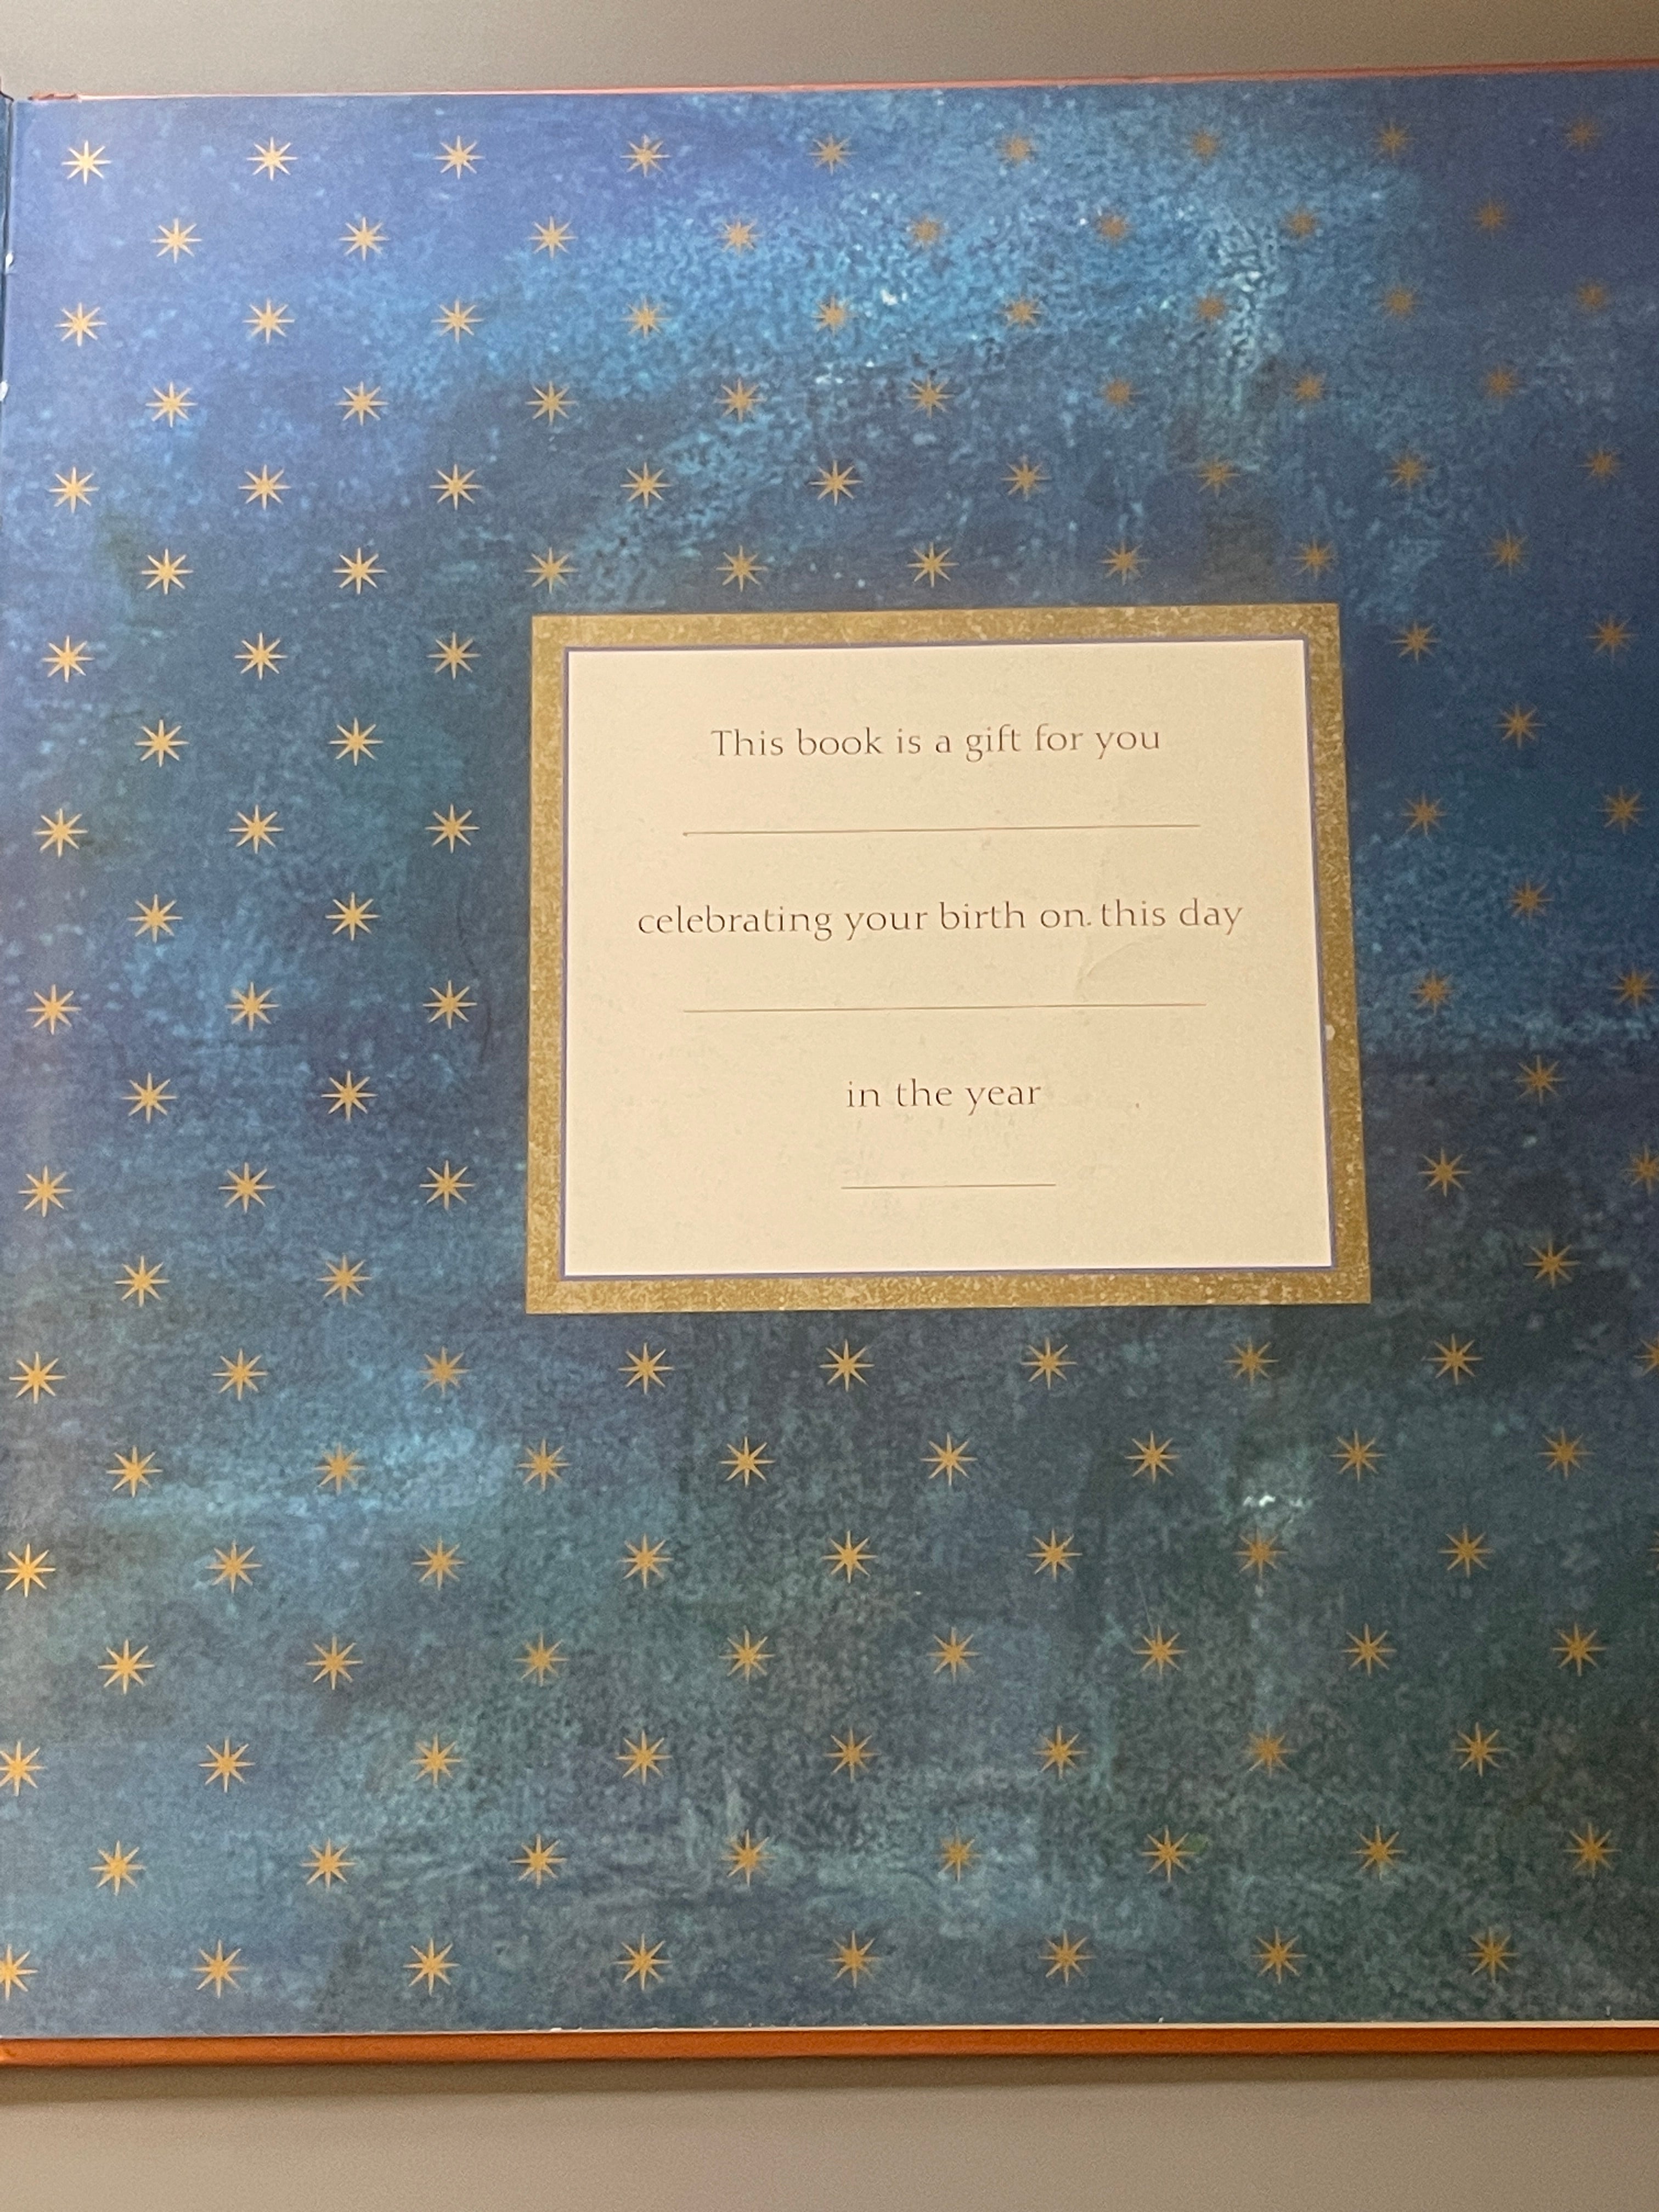 This book is a gift for you
celebrating your birth on this day
in the year